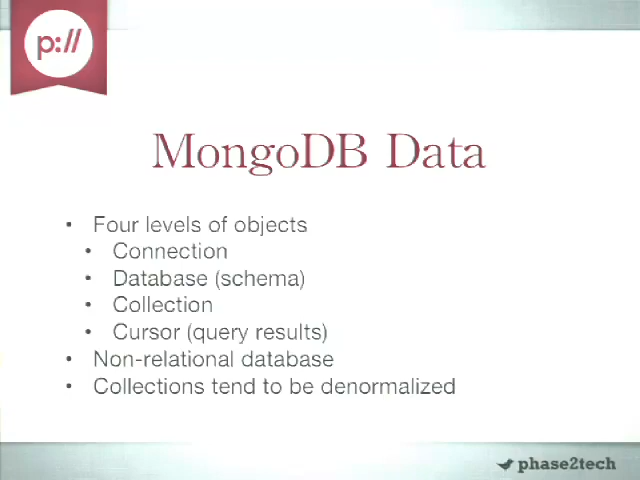 p://
MongoDB Data
• Four levels of objects
• Connection
• Database (schema)
• Collection
• Cursor (query results)
• Non-relational database
• Collections tend to be denormalized
phase2tech